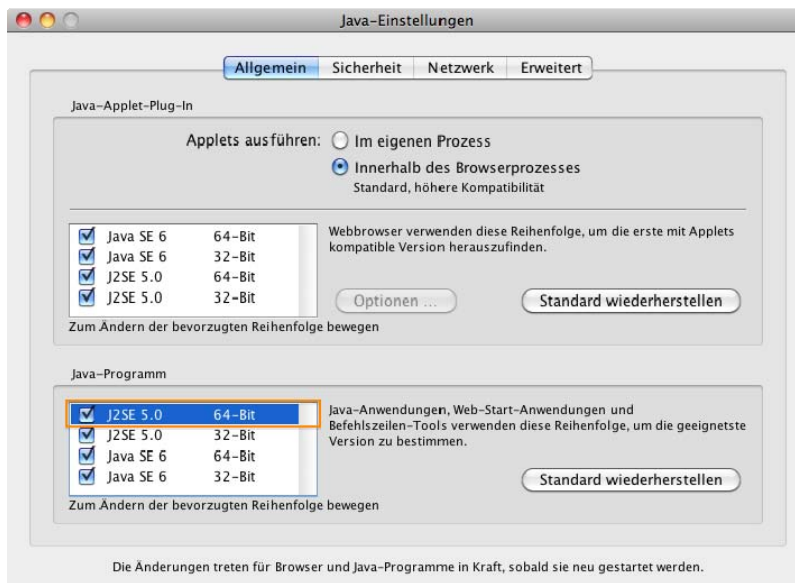 Java-Einstellungen
Allgemein Sicherheit Netzwerk Erweitert
Java-Applet-Plug-In
Applets ausführen: Im eigenen Prozess
Innerhalb des Browserprozesses
Standard, höhere Kompatibilität
Java SE 6 64-Bit
Java SE 6 32-Bit
J2SE 5.0 64-Bit
J2SE 5.0 32-Bit
Webbrowser verwenden diese Reihenfolge, um die erste mit Applets
kompatible Version herauszufinden.
Optionen ... Standard wiederherstellen
Zum Ändern der bevorzugten Reihenfolge bewegen
Java-Programm
J2SE 5.0 64-Bit
J2SE 5.0 32-Bit
Java SE 6 64-Bit
Java SE 6 32-Bit
Java-Anwendungen, Web-Start-Anwendungen und
Befehlszeilen-Tools verwenden diese Reihenfolge, um die geeignetste
Version zu bestimmen.
Standard wiederherstellen
Zum Ändern der bevorzugten Reihenfolge bewegen
Die Änderungen treten für Browser und Java-Programme in Kraft, sobald sie neu gestartet werden.